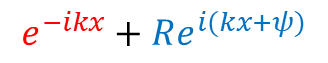 e^{-ikx} + Re^{i(kx+ψ)}